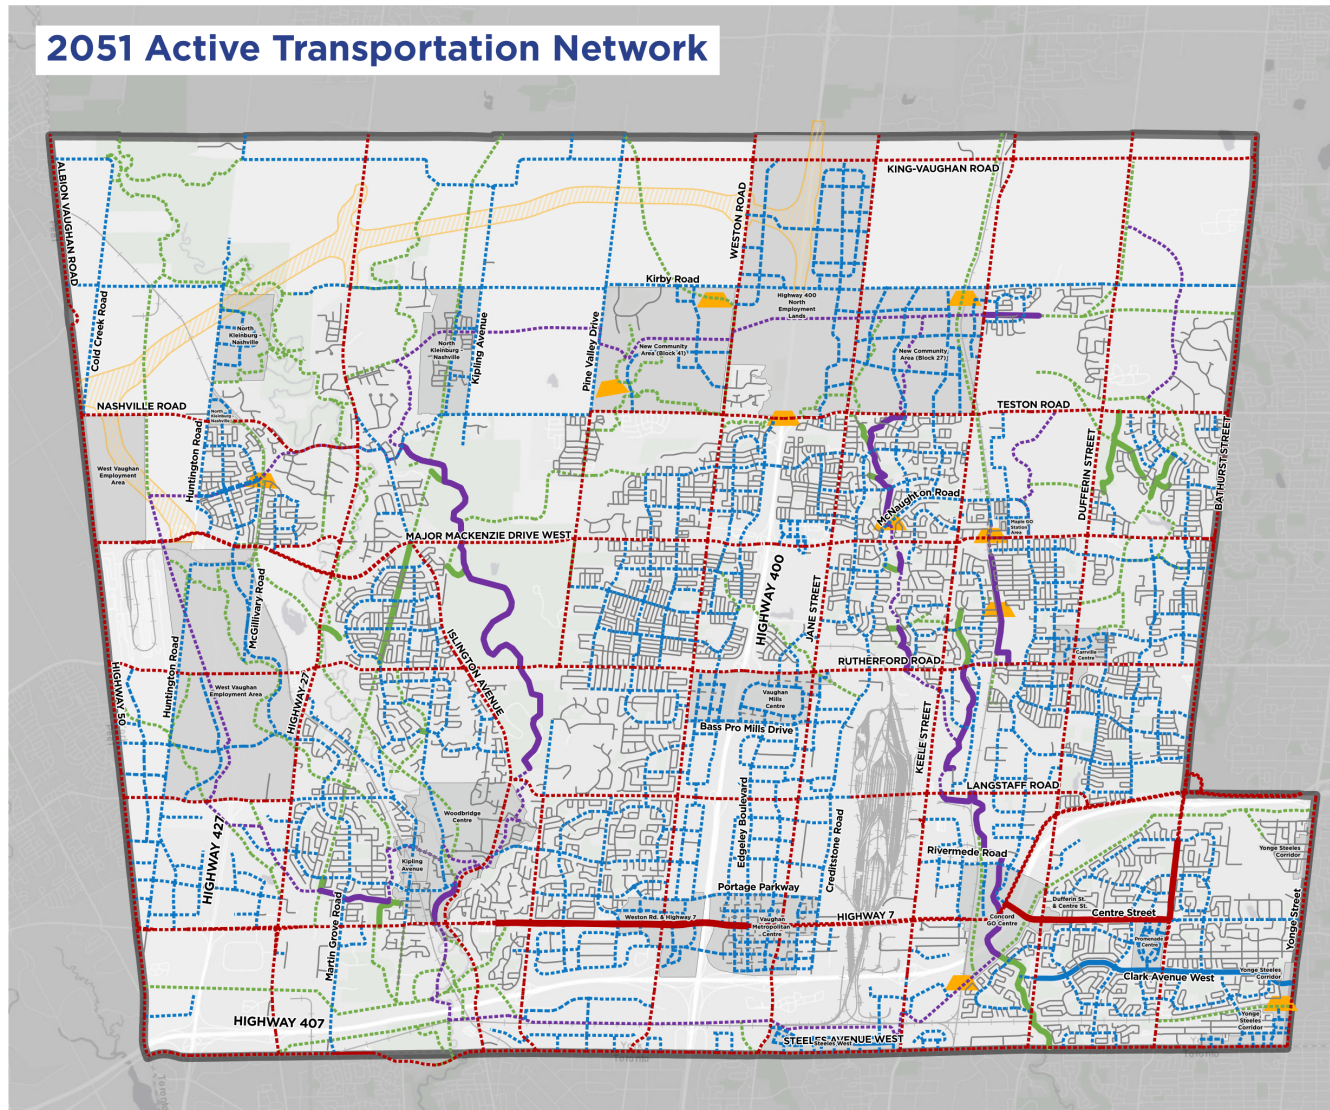 2051 Active Transportation Network
KING-VAUGHAN ROAD
ALBION VAUGHAN ROAD
WESTON ROAD
Kirby Road
Cold Creek Road
Highway 400
North
Employment
Lands
North
Kleinburg -
Nashville
North
Kleinburg -
Nashville
Kipling Avenue
Pine Valley Drive
New Community
Area (Block 41)
New Community
Area (Block 27)
NASHVILLE ROAD
North
Kleinburg -
Nashville
TESTON ROAD
Huntington Road
West Vaughan
Employment
Area
DUFFERIN STREET
BATHURST STREET
McNaughton Road
Maple GO
Station
Area
MAJOR MACKENZIE DRIVE WEST
HIGHWAY 400
JANE STREET
McGillivary Road
ISLINGTON AVENUE
Huntington Road
HIGHWAY 50
West Vaughan
Employment Area
HIGHWAY 27
RUTHERFORD ROAD
Carrville
Centre
Vaughan
Mills
Centre
Bass Pro Mills Drive
KEELE STREET
LANGSTAFF ROAD
Woodbridge
Centre
Edgeley Boulevard
Creditstone Road
HIGHWAY 427
Kipling
Avenue
Rivermede Road
Yonge Steeles
Corridor
Portage Parkway
Martin Grove Road
Weston Rd. & Highway 7
Vaughan
Metropolitan
Centre
HIGHWAY 7
Concord
GO Centre
Dufferin St.
& Centre St.
Centre Street
Yonge Street
Promenade
Centre
Clark Avenue West
Yonge Steeles
Corridor
HIGHWAY 407
Yonge
Steeles
Corridor
STEELES AVENUE WEST
Steeles West
Toronto